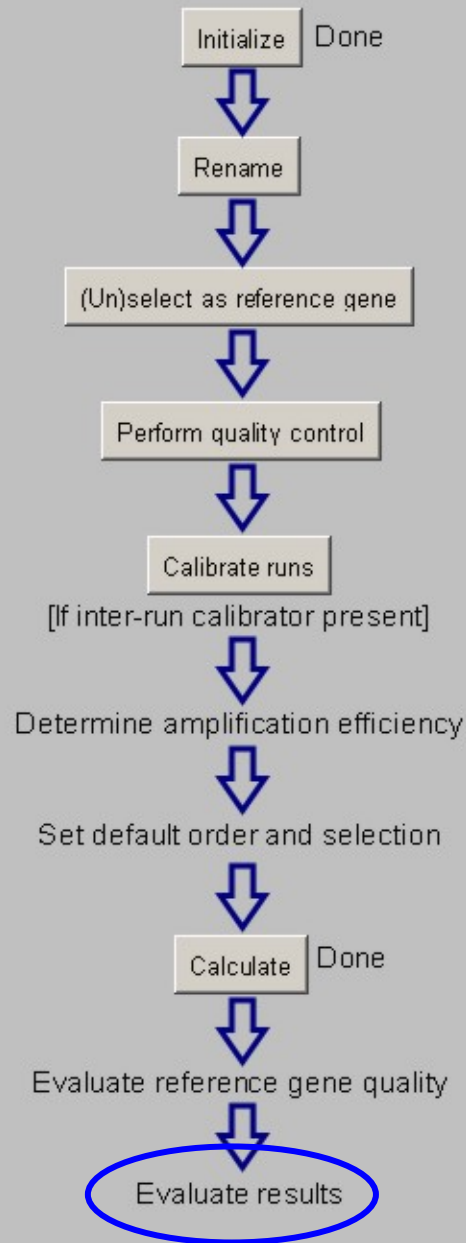 Initialize Done
Rename
(Un)select as reference gene
Perform quality control
Calibrate runs
[If inter-run calibrator present]
Determine amplification efficiency
Set default order and selection
Calculate Done
Evaluate reference gene quality
Evaluate results